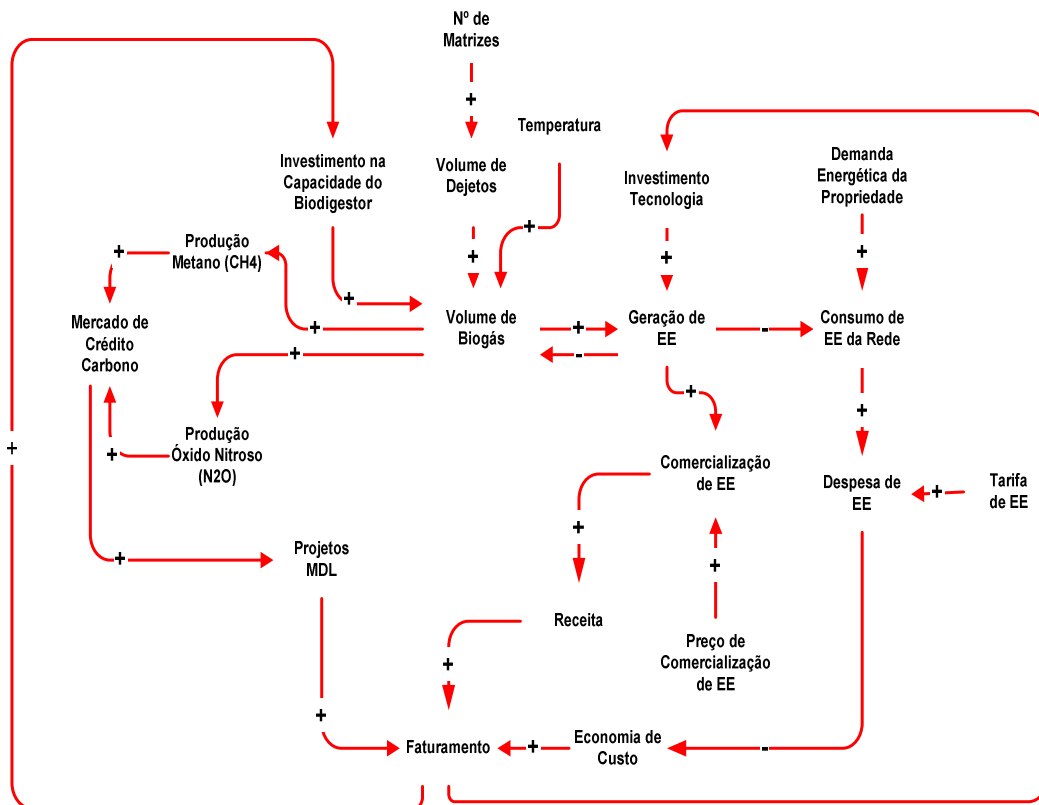 Nº de
Matrizes
+
Temperatura
Investimento na
Capacidade do
Biodigestor
Volume de
Dejetos
Investimento
Tecnologia
Demanda
Energética da
Propriedade
+
+
+
+
Produção
Metano (CH4)
+
+
Mercado de
Crédito
Carbono
Volume de
Biogás
Geração de
EE
Consumo de
EE da Rede
+
+
-
+
-
+
+
+
Produção
Óxido Nitroso
(N2O)
+
Comercialização
de EE
Despesa de
EE
+
Tarifa
de EE
+
+
+
Projetos
MDL
Receita
Preço de
Comercialização
de EE
+
+
Faturamento
+
Economia de
Custo
-